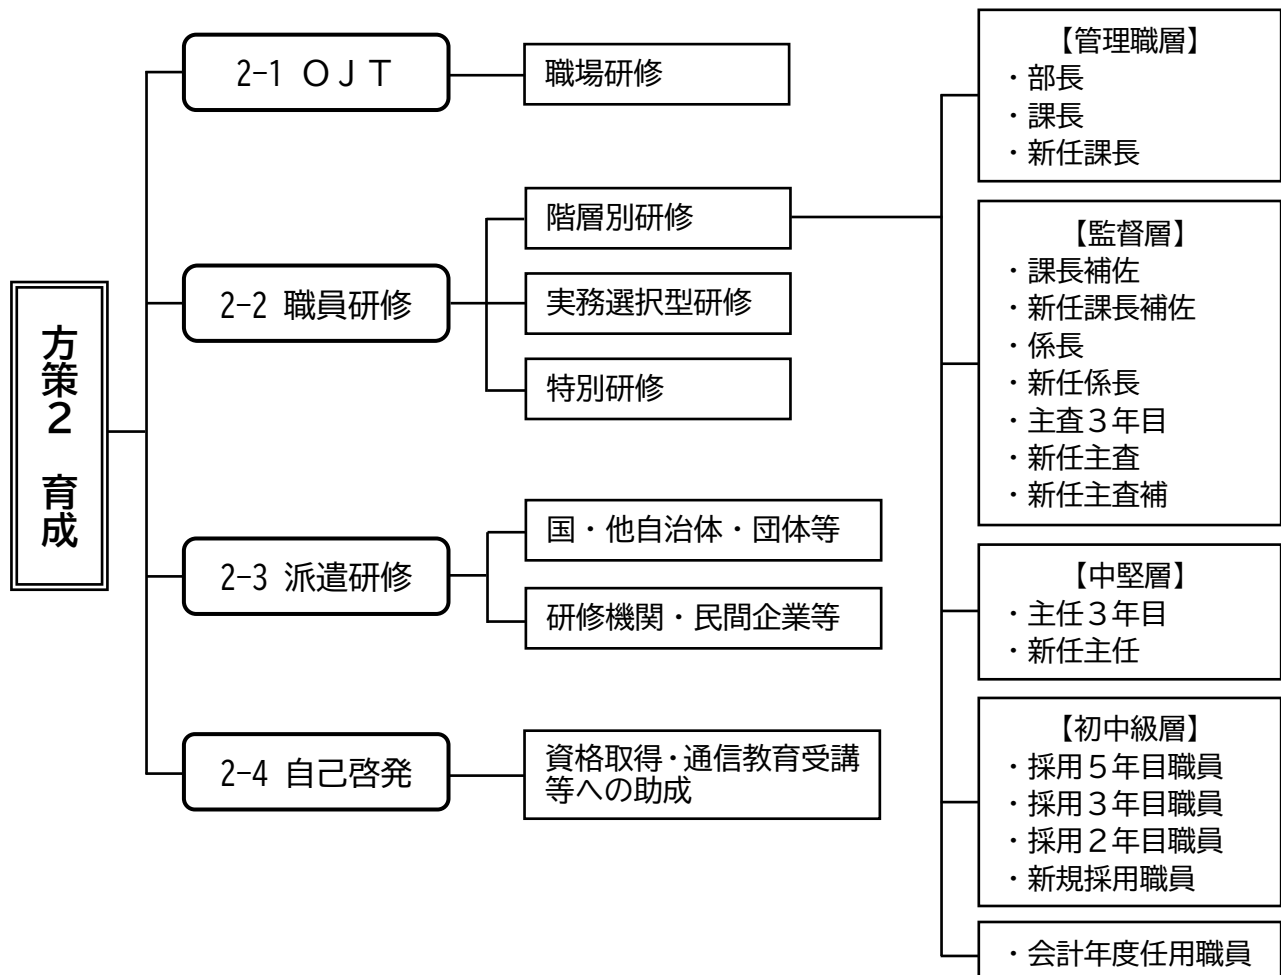 方策２　育成
2-1 ＯＪＴ
職場研修
2-2 職員研修
階層別研修
実務選択型研修
特別研修
2-3 派遣研修
国・他自治体・団体等
研修機関・民間企業等
2-4 自己啓発
資格取得・通信教育受講
等への助成
【管理職層】
・部長
・課長
・新任課長
【監督層】
・課長補佐
・新任課長補佐
・係長
・新任係長
・主査３年目
・新任主査
・新任主査補
【中堅層】
・主任３年目
・新任主任
【初中級層】
・採用５年目職員
・採用３年目職員
・採用２年目職員
・新規採用職員
・会計年度任用職員